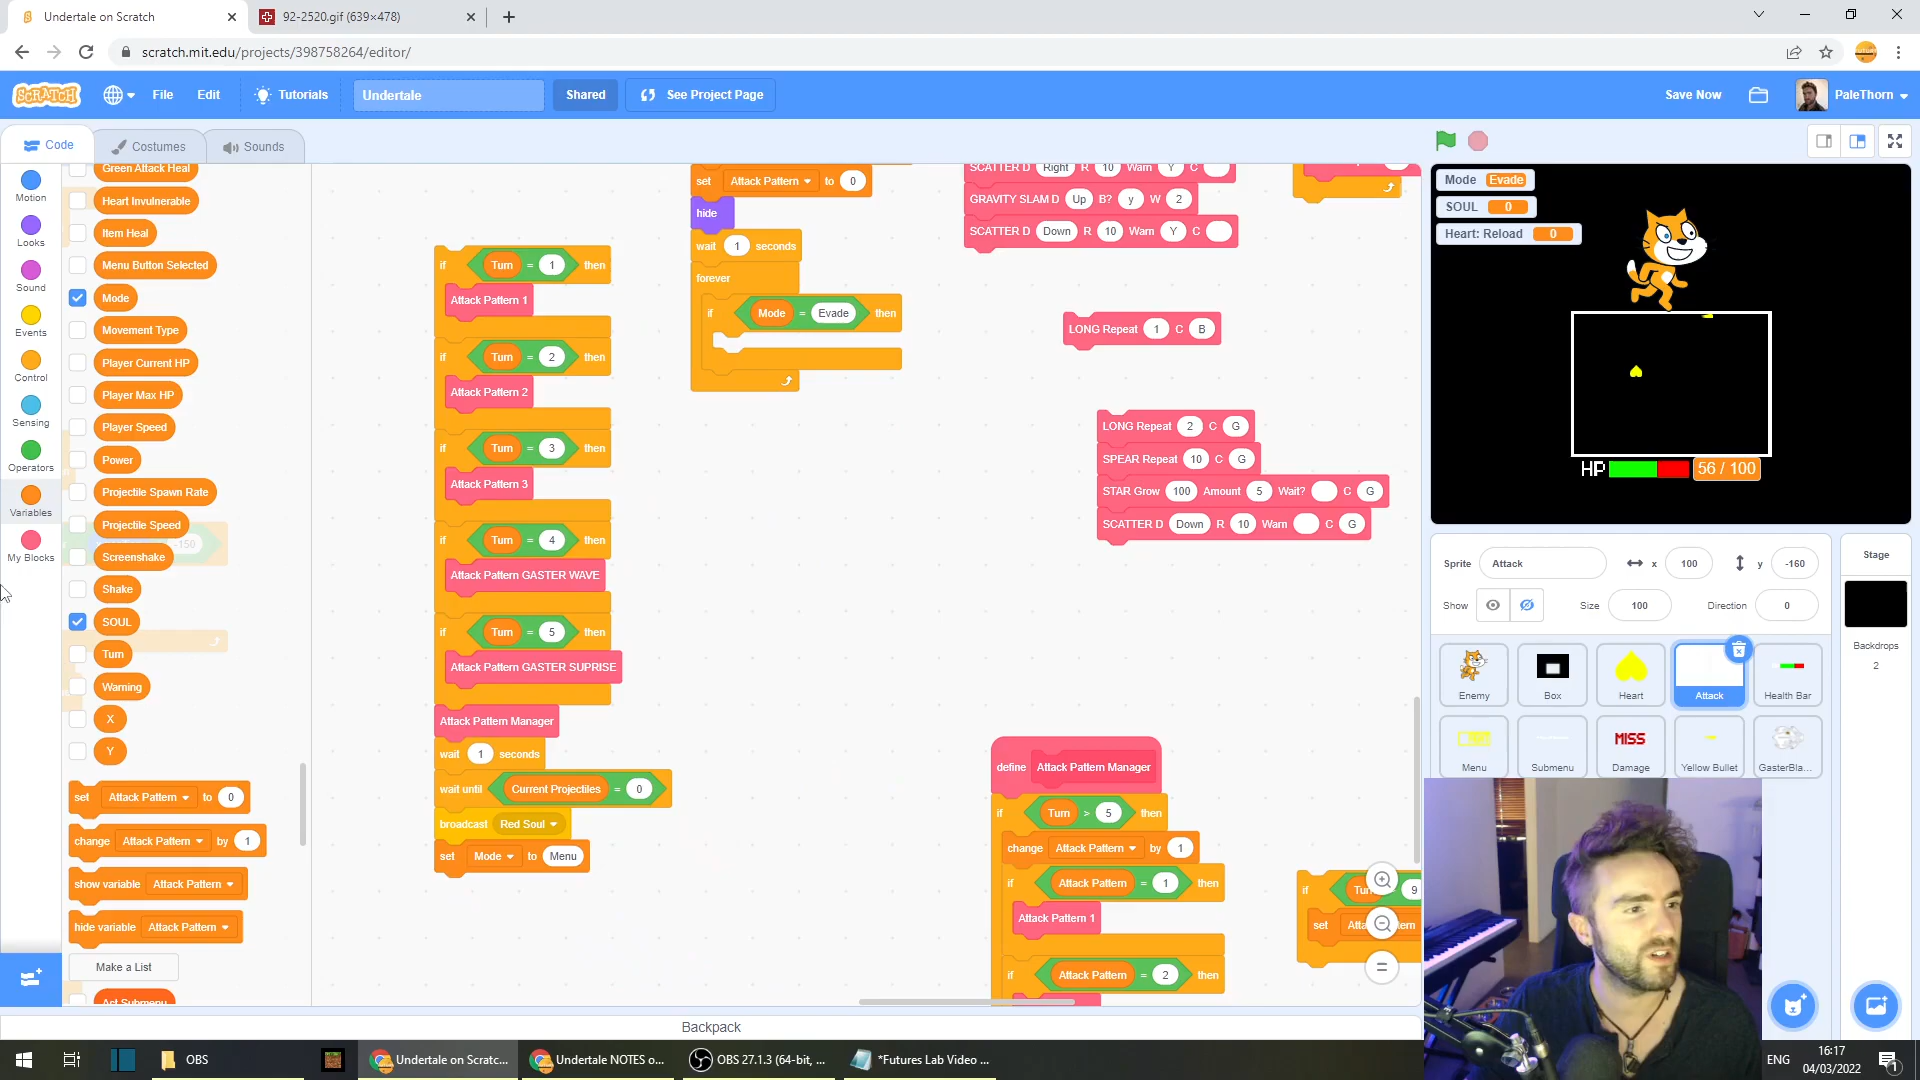 Undertale on Scratch
92-2520.gif (639×478)
scratch.mit.edu/projects/398758264/editor/
SCRATCH
File
Edit
Tutorials
Undertale
Shared
See Project Page
Save Now
PaleThorn
Code
Costumes
Sounds
Motion
Looks
Sound
Events
Control
Sensing
Operators
Variables
My Blocks
Green Attack Heal
Heart Invulnerable
Item Heal
Menu Button Selected
Mode
Movement Type
Player Current HP
Player Max HP
Player Speed
Power
Projectile Spawn Rate
Projectile Speed
-150
Screenshake
Shake
SOUL
Turn
Warning
X
Y
set Attack Pattern to 0
change Attack Pattern by 1
show variable Attack Pattern
hide variable Attack Pattern
Make a List
Act Submenu
if Turn = 1 then
Attack Pattern 1
if Turn = 2 then
Attack Pattern 2
if Turn = 3 then
Attack Pattern 3
if Turn = 4 then
Attack Pattern GASTER WAVE
if Turn = 5 then
Attack Pattern GASTER SUPRISE
Attack Pattern Manager
wait 1 seconds
wait until Current Projectiles = 0
broadcast Red Soul
set Mode to Menu
set Attack Pattern to 0
hide
wait 1 seconds
forever
if Mode = Evade then
SCATTER D Right R 10 Warn Y C
GRAVITY SLAM D Up B? y W 2
SCATTER D Down R 10 Warn Y C
LONG Repeat 1 C B
LONG Repeat 2 C G
SPEAR Repeat 10 C G
STAR Grow 100 Amount 5 Wait? C G
SCATTER D Down R 10 Warn C G
define Attack Pattern Manager
if Turn > 5 then
change Attack Pattern by 1
if Attack Pattern = 1 then
Attack Pattern 1
if Attack Pattern = 2 then
if 9
set
Backpack
Mode Evade
SOUL 0
Heart: Reload 0
HP 56 / 100
Sprite Attack x 100 y -160
Show Size 100 Direction 0
Enemy
Box
Heart
Attack
Health Bar
Menu
Submenu
MISS
Damage
Yellow Bullet
GasterBla...
Stage
Backdrops
2
OBS
Undertale on Scratc...
Undertale NOTES o...
OBS 27.1.3 (64-bit, ...
*Futures Lab Video ...
ENG
16:17
04/03/2022
1